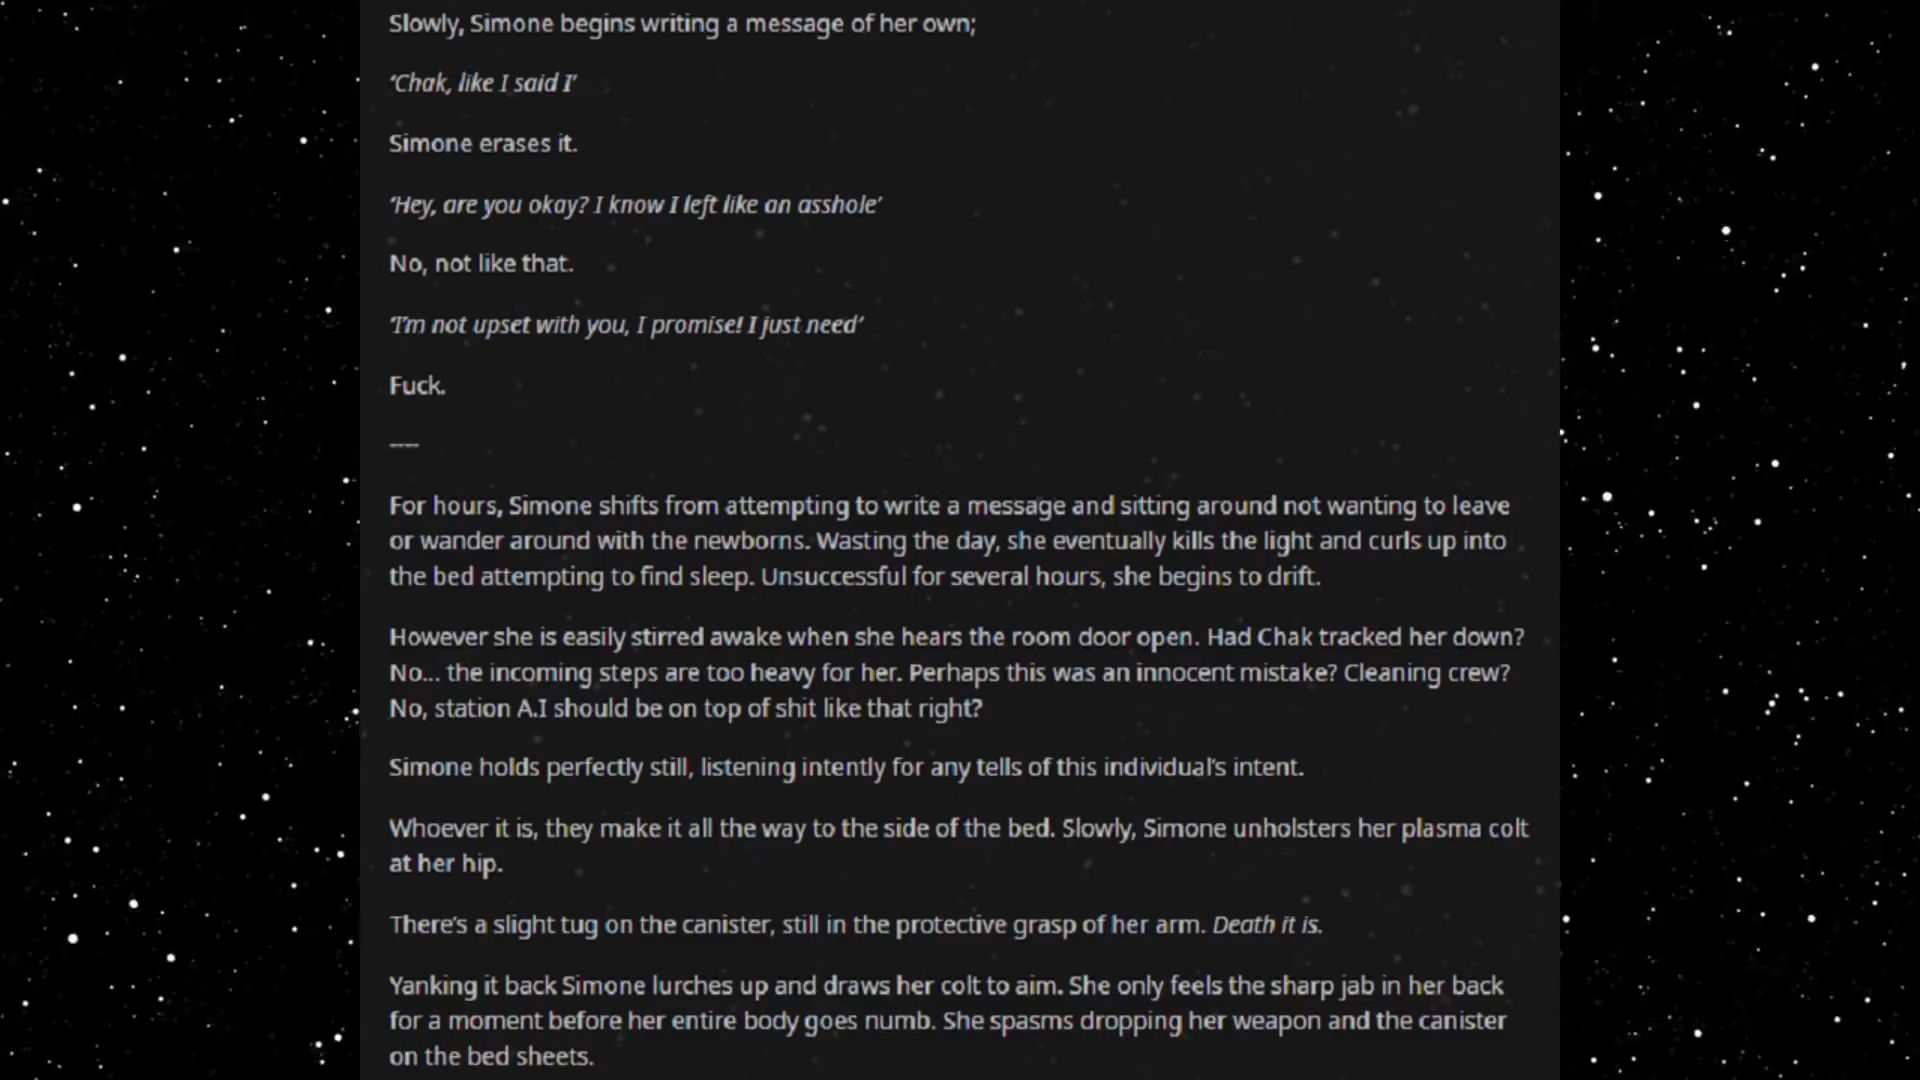 Slowly, Simone begins writing a message of her own;
‘Chak, like I said I’
Simone erases it.
‘Hey, are you okay? I know I left like an asshole’
No, not like that.
‘I’m not upset with you, I promise! I just need’
Fuck.
----
For hours, Simone shifts from attempting to write a message and sitting around not wanting to leave
or wander around with the newborns. Wasting the day, she eventually kills the light and curls up into
the bed attempting to find sleep. Unsuccessful for several hours, she begins to drift.
However she is easily stirred awake when she hears the room door open. Had Chak tracked her down?
No... the incoming steps are too heavy for her. Perhaps this was an innocent mistake? Cleaning crew?
No, station A.I should be on top of shit like that right?
Simone holds perfectly still, listening intently for any tells of this individual’s intent.
Whoever it is, they make it all the way to the side of the bed. Slowly, Simone unholsters her plasma colt
at her hip.
There’s a slight tug on the canister, still in the protective grasp of her arm. Death it is.
Yanking it back Simone lurches up and draws her colt to aim. She only feels the sharp jab in her back
for a moment before her entire body goes numb. She spasms dropping her weapon and the canister
on the bed sheets.